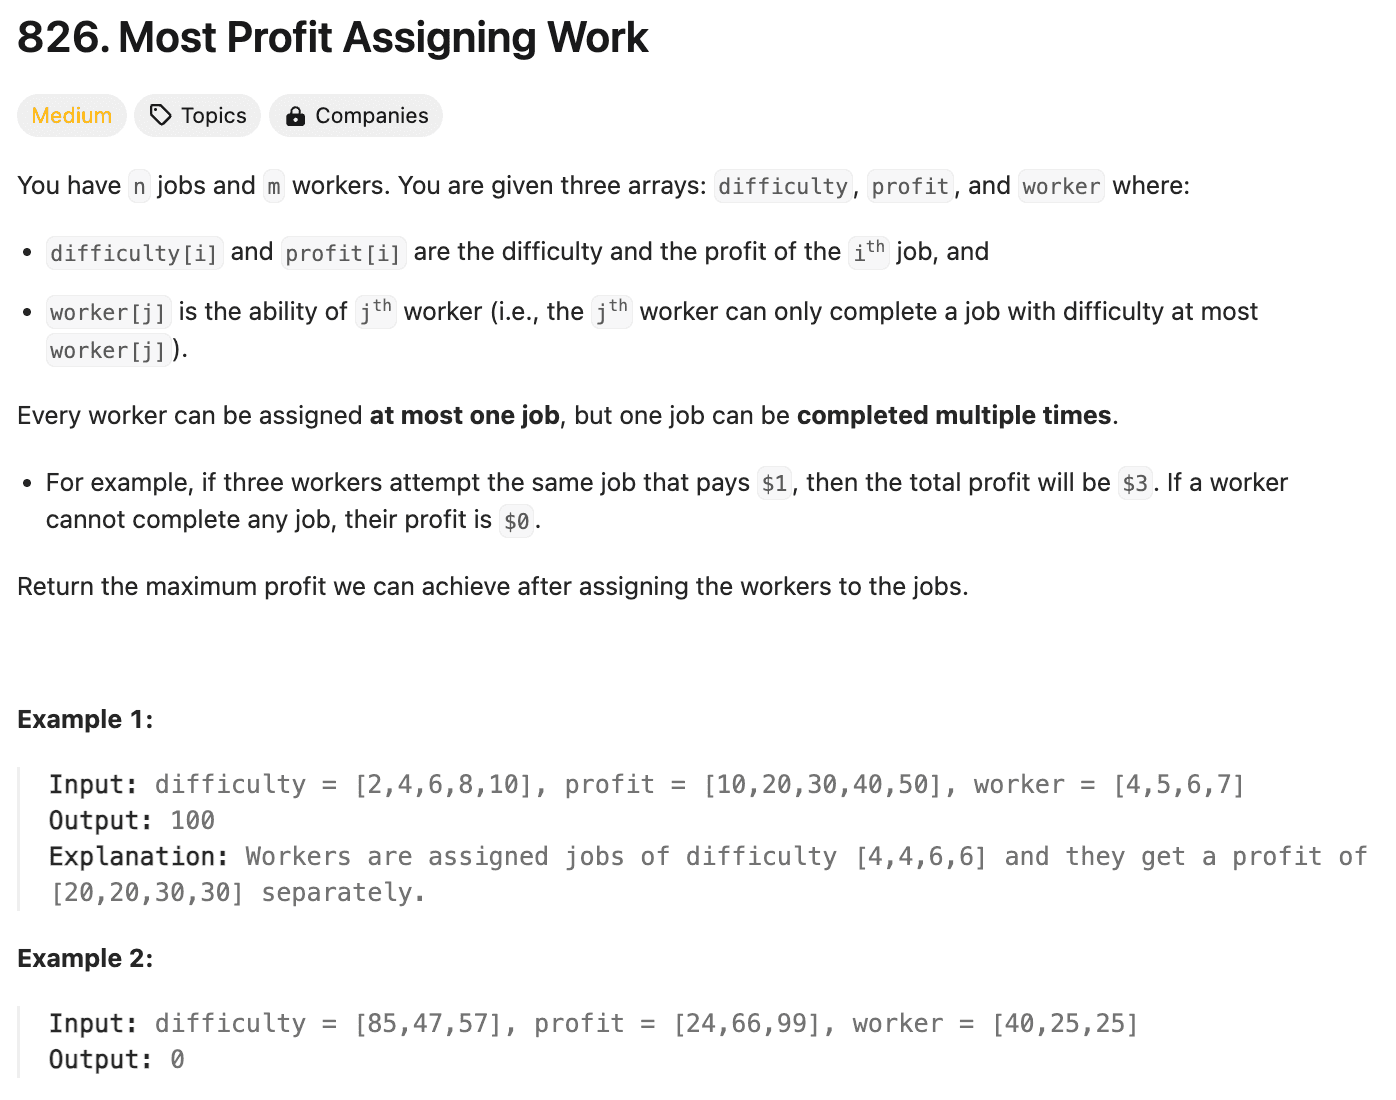 826. Most Profit Assigning Work
Medium Topics Companies
You have n jobs and m workers. You are given three arrays: difficulty, profit, and worker where:
• difficulty[i] and profit[i] are the difficulty and the profit of the ith job, and
• worker[j] is the ability of jth worker (i.e., the jth worker can only complete a job with difficulty at most
worker[j]).
Every worker can be assigned at most one job, but one job can be completed multiple times.
• For example, if three workers attempt the same job that pays $1, then the total profit will be $3. If a worker
cannot complete any job, their profit is $0.
Return the maximum profit we can achieve after assigning the workers to the jobs.
Example 1:
Input: difficulty = [2,4,6,8,10], profit = [10,20,30,40,50], worker = [4,5,6,7]
Output: 100
Explanation: Workers are assigned jobs of difficulty [4,4,6,6] and they get a profit of
[20,20,30,30] separately.
Example 2:
Input: difficulty = [85,47,57], profit = [24,66,99], worker = [40,25,25]
Output: 0